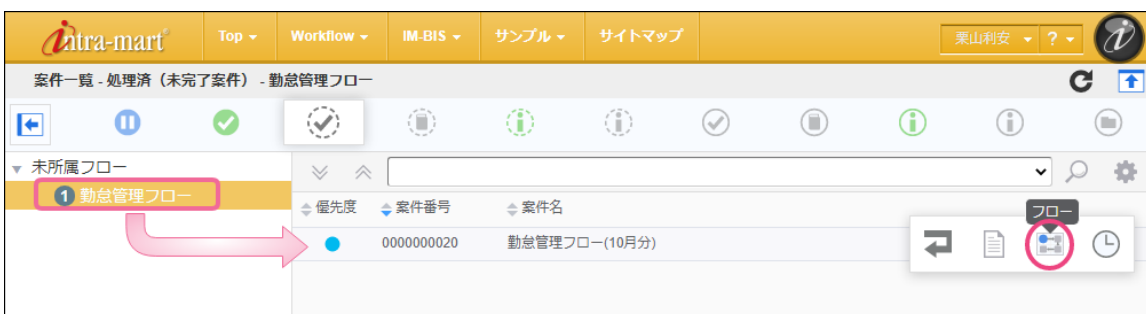 intra-mart Top Workflow IM-BIS サンプル サイトマップ 栗山利安 ?
案件一覧 - 処理済（未完了案件） - 勤怠管理フロー
未所属フロー
1 勤怠管理フロー
優先度 案件番号 案件名
フロー
0000000020 勤怠管理フロー(10月分)